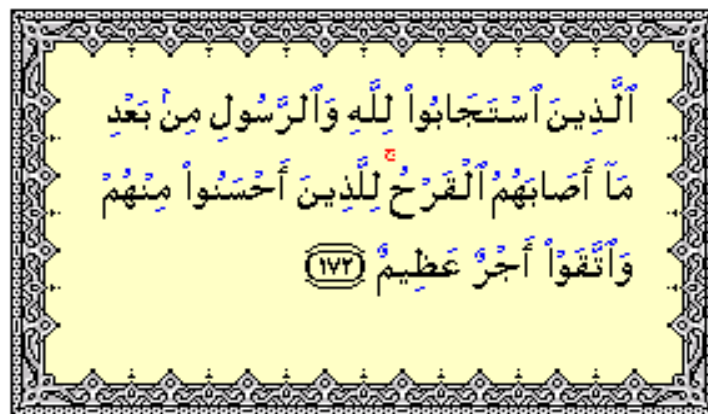 ٱلَّذِينَ ٱسْتَجَابُوا۟ لِلَّهِ وَٱلرَّسُولِ مِنۢ بَعْدِ
مَآ أَصَابَهُمُ ٱلْقَرْحُ ۚ لِلَّذِينَ أَحْسَنُوا۟ مِنْهُمْ
وَٱتَّقَوْا۟ أَجْرٌ عَظِيمٌ ١٧٢